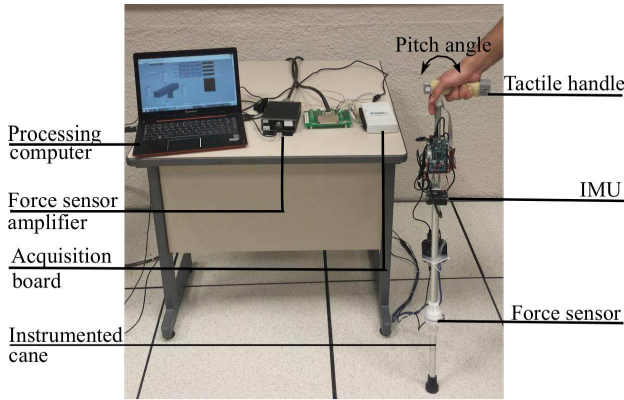 Pitch angle
Tactile handle
Processing
computer
IMU
Force sensor
amplifier
Acquisition
board
Force sensor
Instrumented
cane